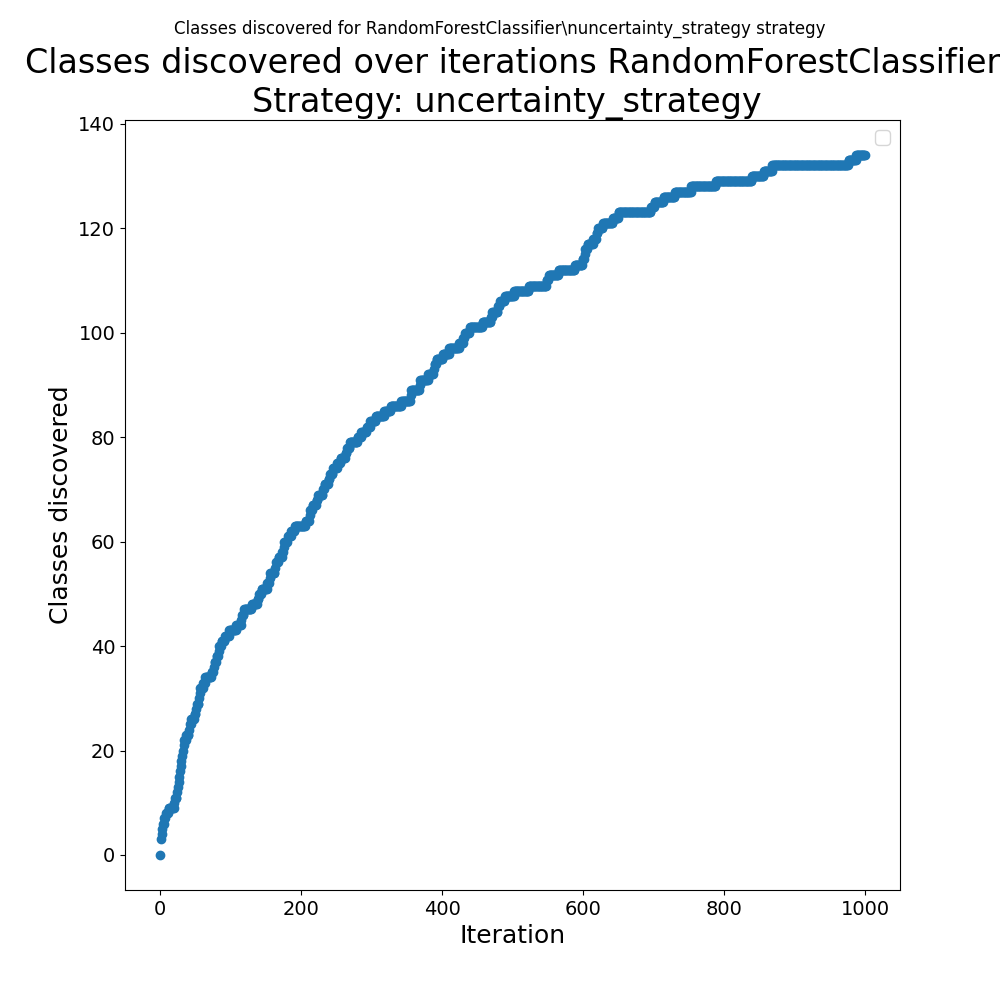 Classes discovered for RandomForestClassifier\nuncertainty_strategy strategy
Classes discovered over iterations RandomForestClassifier
Strategy: uncertainty_strategy
140
120
100
80
60
40
20
0
Classes discovered
0 200 400 600 800 1000
Iteration